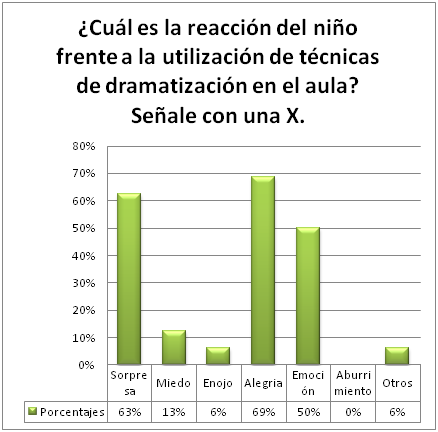 ¿Cuál es la reacción del niño
frente a la utilización de técnicas
de dramatización en el aula?
Señale con una X.
80%
70%
60%
50%
40%
30%
20%
10%
0%
Sorpre Miedo Enojo Alegria Emoci Aburri Otros
sa ón miento
Porcentajes 63% 13% 6% 69% 50% 0% 6%